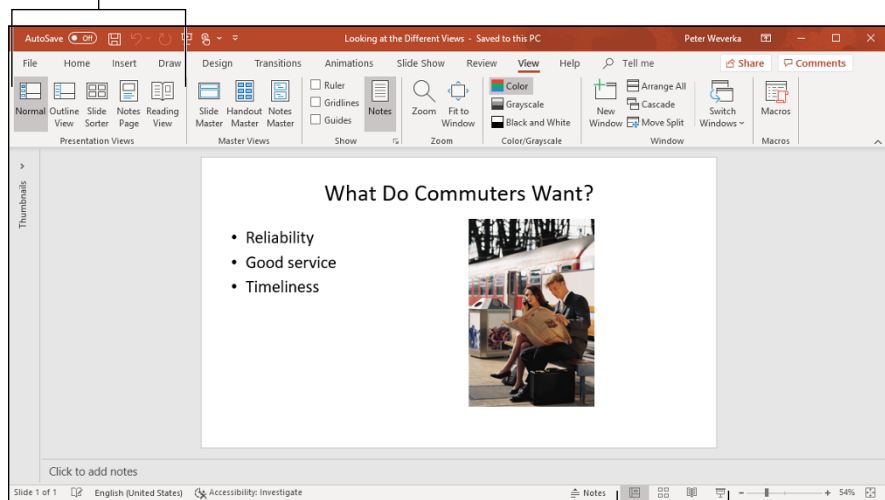 AutoSave Off Looking at the Different Views - Saved to this PC Peter Weverka
File Home Insert Draw Design Transitions Animations Slide Show Review View Help Tell me Share Comments
Normal
Outline View
Slide Sorter
Notes Page
Reading View
Presentation Views
Slide Master
Handout Master
Notes Master
Master Views
Ruler
Gridlines
Guides
Notes
Show
Zoom
Fit to Window
Zoom
Color
Grayscale
Black and White
Color/Grayscale
New Window
Arrange All
Cascade
Move Split
Switch Windows
Window
Macros
Macros
Thumbnails
What Do Commuters Want?
• Reliability
• Good service
• Timeliness
Click to add notes
Slide 1 of 1 English (United States) Accessibility: Investigate Notes 54%